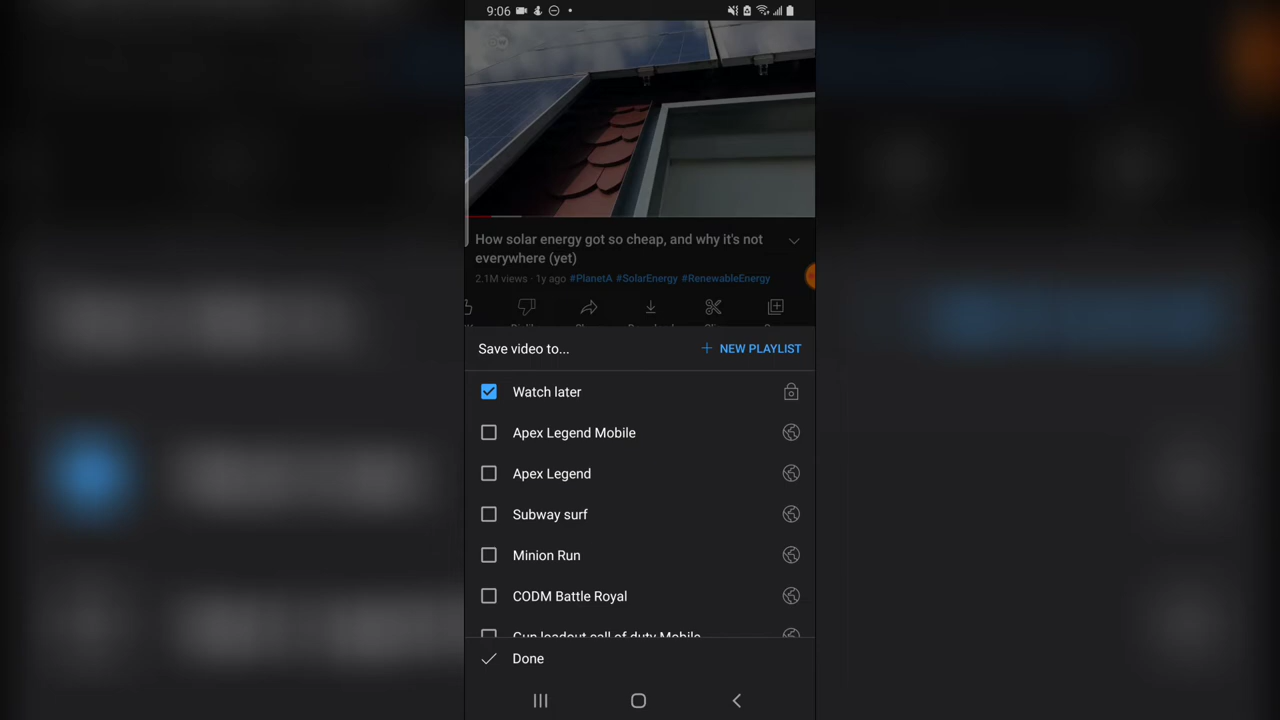 9:06
How solar energy got so cheap, and why it's not
everywhere (yet)
2.1M views · 1y ago #PlanetA #SolarEnergy #RenewableEnergy
Save video to...
+ NEW PLAYLIST
Watch later
Apex Legend Mobile
Apex Legend
Subway surf
Minion Run
CODM Battle Royal
Gun loadout call of duty Mobile
Done